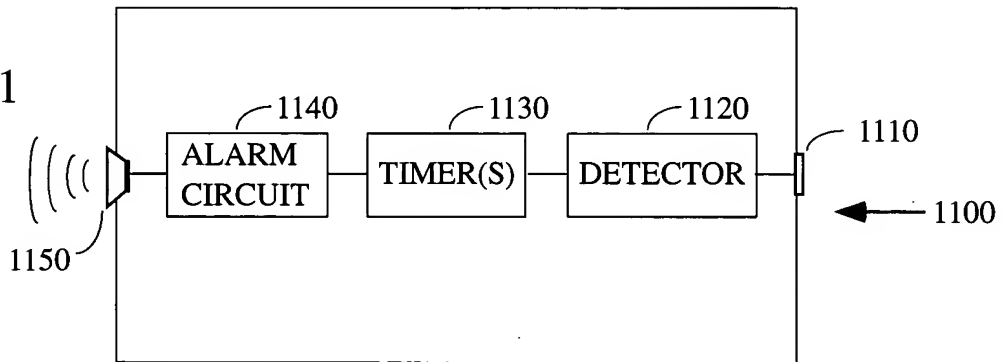 1
1140
1130
1120
1110
ALARM
CIRCUIT
TIMER(S)
DETECTOR
1100
1150